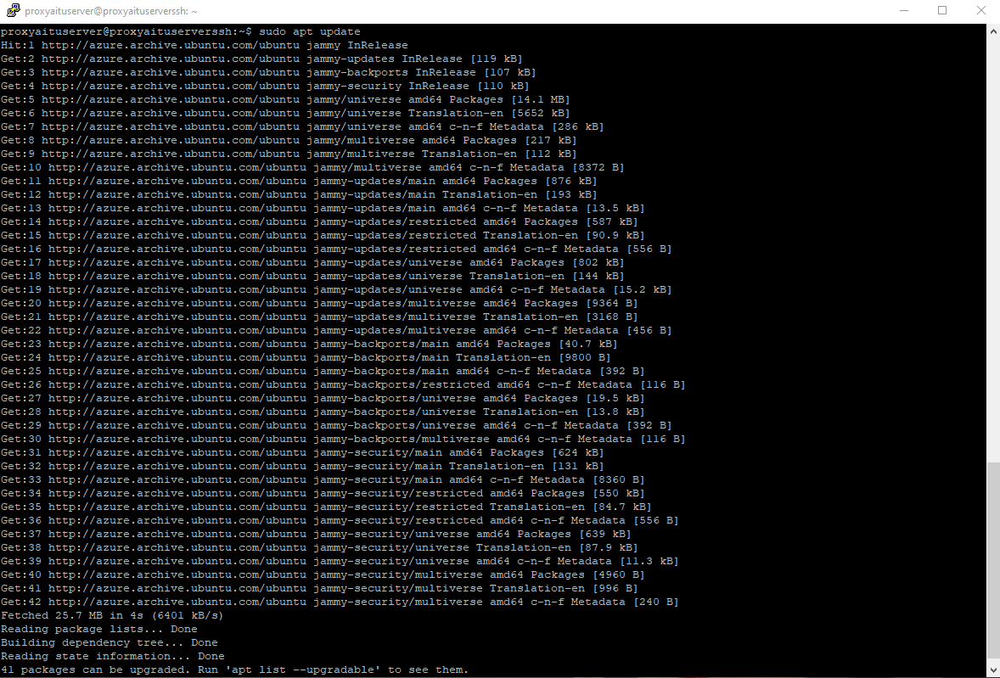 proxyaituserver@proxyaituserverssh: ~
proxyaituserver@proxyaituserverssh:~$ sudo apt update
Hit:1 http://azure.archive.ubuntu.com/ubuntu jammy InRelease
Get:2 http://azure.archive.ubuntu.com/ubuntu jammy-updates InRelease [119 kB]
Get:3 http://azure.archive.ubuntu.com/ubuntu jammy-backports InRelease [107 kB]
Get:4 http://azure.archive.ubuntu.com/ubuntu jammy-security InRelease [110 kB]
Get:5 http://azure.archive.ubuntu.com/ubuntu jammy/universe amd64 Packages [14.1 MB]
Get:6 http://azure.archive.ubuntu.com/ubuntu jammy/universe Translation-en [5652 kB]
Get:7 http://azure.archive.ubuntu.com/ubuntu jammy/universe amd64 c-n-f Metadata [286 kB]
Get:8 http://azure.archive.ubuntu.com/ubuntu jammy/multiverse amd64 Packages [217 kB]
Get:9 http://azure.archive.ubuntu.com/ubuntu jammy/multiverse Translation-en [112 kB]
Get:10 http://azure.archive.ubuntu.com/ubuntu jammy/multiverse amd64 c-n-f Metadata [8372 B]
Get:11 http://azure.archive.ubuntu.com/ubuntu jammy-updates/main amd64 Packages [876 kB]
Get:12 http://azure.archive.ubuntu.com/ubuntu jammy-updates/main Translation-en [193 kB]
Get:13 http://azure.archive.ubuntu.com/ubuntu jammy-updates/main amd64 c-n-f Metadata [13.5 kB]
Get:14 http://azure.archive.ubuntu.com/ubuntu jammy-updates/restricted amd64 Packages [587 kB]
Get:15 http://azure.archive.ubuntu.com/ubuntu jammy-updates/restricted Translation-en [90.9 kB]
Get:16 http://azure.archive.ubuntu.com/ubuntu jammy-updates/restricted amd64 c-n-f Metadata [556 B]
Get:17 http://azure.archive.ubuntu.com/ubuntu jammy-updates/universe amd64 Packages [802 kB]
Get:18 http://azure.archive.ubuntu.com/ubuntu jammy-updates/universe Translation-en [144 kB]
Get:19 http://azure.archive.ubuntu.com/ubuntu jammy-updates/universe amd64 c-n-f Metadata [15.2 kB]
Get:20 http://azure.archive.ubuntu.com/ubuntu jammy-updates/multiverse amd64 Packages [9364 B]
Get:21 http://azure.archive.ubuntu.com/ubuntu jammy-updates/multiverse Translation-en [3168 B]
Get:22 http://azure.archive.ubuntu.com/ubuntu jammy-updates/multiverse amd64 c-n-f Metadata [456 B]
Get:23 http://azure.archive.ubuntu.com/ubuntu jammy-backports/main amd64 Packages [40.7 kB]
Get:24 http://azure.archive.ubuntu.com/ubuntu jammy-backports/main Translation-en [9800 B]
Get:25 http://azure.archive.ubuntu.com/ubuntu jammy-backports/main amd64 c-n-f Metadata [392 B]
Get:26 http://azure.archive.ubuntu.com/ubuntu jammy-backports/restricted amd64 c-n-f Metadata [116 B]
Get:27 http://azure.archive.ubuntu.com/ubuntu jammy-backports/universe amd64 Packages [19.5 kB]
Get:28 http://azure.archive.ubuntu.com/ubuntu jammy-backports/universe Translation-en [13.8 kB]
Get:29 http://azure.archive.ubuntu.com/ubuntu jammy-backports/universe amd64 c-n-f Metadata [392 B]
Get:30 http://azure.archive.ubuntu.com/ubuntu jammy-backports/multiverse amd64 c-n-f Metadata [116 B]
Get:31 http://azure.archive.ubuntu.com/ubuntu jammy-security/main amd64 Packages [624 kB]
Get:32 http://azure.archive.ubuntu.com/ubuntu jammy-security/main Translation-en [131 kB]
Get:33 http://azure.archive.ubuntu.com/ubuntu jammy-security/main amd64 c-n-f Metadata [8360 B]
Get:34 http://azure.archive.ubuntu.com/ubuntu jammy-security/restricted amd64 Packages [550 kB]
Get:35 http://azure.archive.ubuntu.com/ubuntu jammy-security/restricted Translation-en [84.7 kB]
Get:36 http://azure.archive.ubuntu.com/ubuntu jammy-security/restricted amd64 c-n-f Metadata [556 B]
Get:37 http://azure.archive.ubuntu.com/ubuntu jammy-security/universe amd64 Packages [639 kB]
Get:38 http://azure.archive.ubuntu.com/ubuntu jammy-security/universe Translation-en [87.9 kB]
Get:39 http://azure.archive.ubuntu.com/ubuntu jammy-security/universe amd64 c-n-f Metadata [11.3 kB]
Get:40 http://azure.archive.ubuntu.com/ubuntu jammy-security/multiverse amd64 Packages [4960 B]
Get:41 http://azure.archive.ubuntu.com/ubuntu jammy-security/multiverse Translation-en [996 B]
Get:42 http://azure.archive.ubuntu.com/ubuntu jammy-security/multiverse amd64 c-n-f Metadata [240 B]
Fetched 25.7 MB in 4s (6401 kB/s)
Reading package lists... Done
Building dependency tree... Done
Reading state information... Done
41 packages can be upgraded. Run 'apt list --upgradable' to see them.